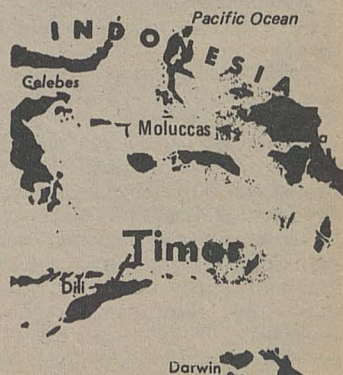 Pacific Ocean
INDONESIA
Celebes
Moluccas
Timor
Dili
Darwin